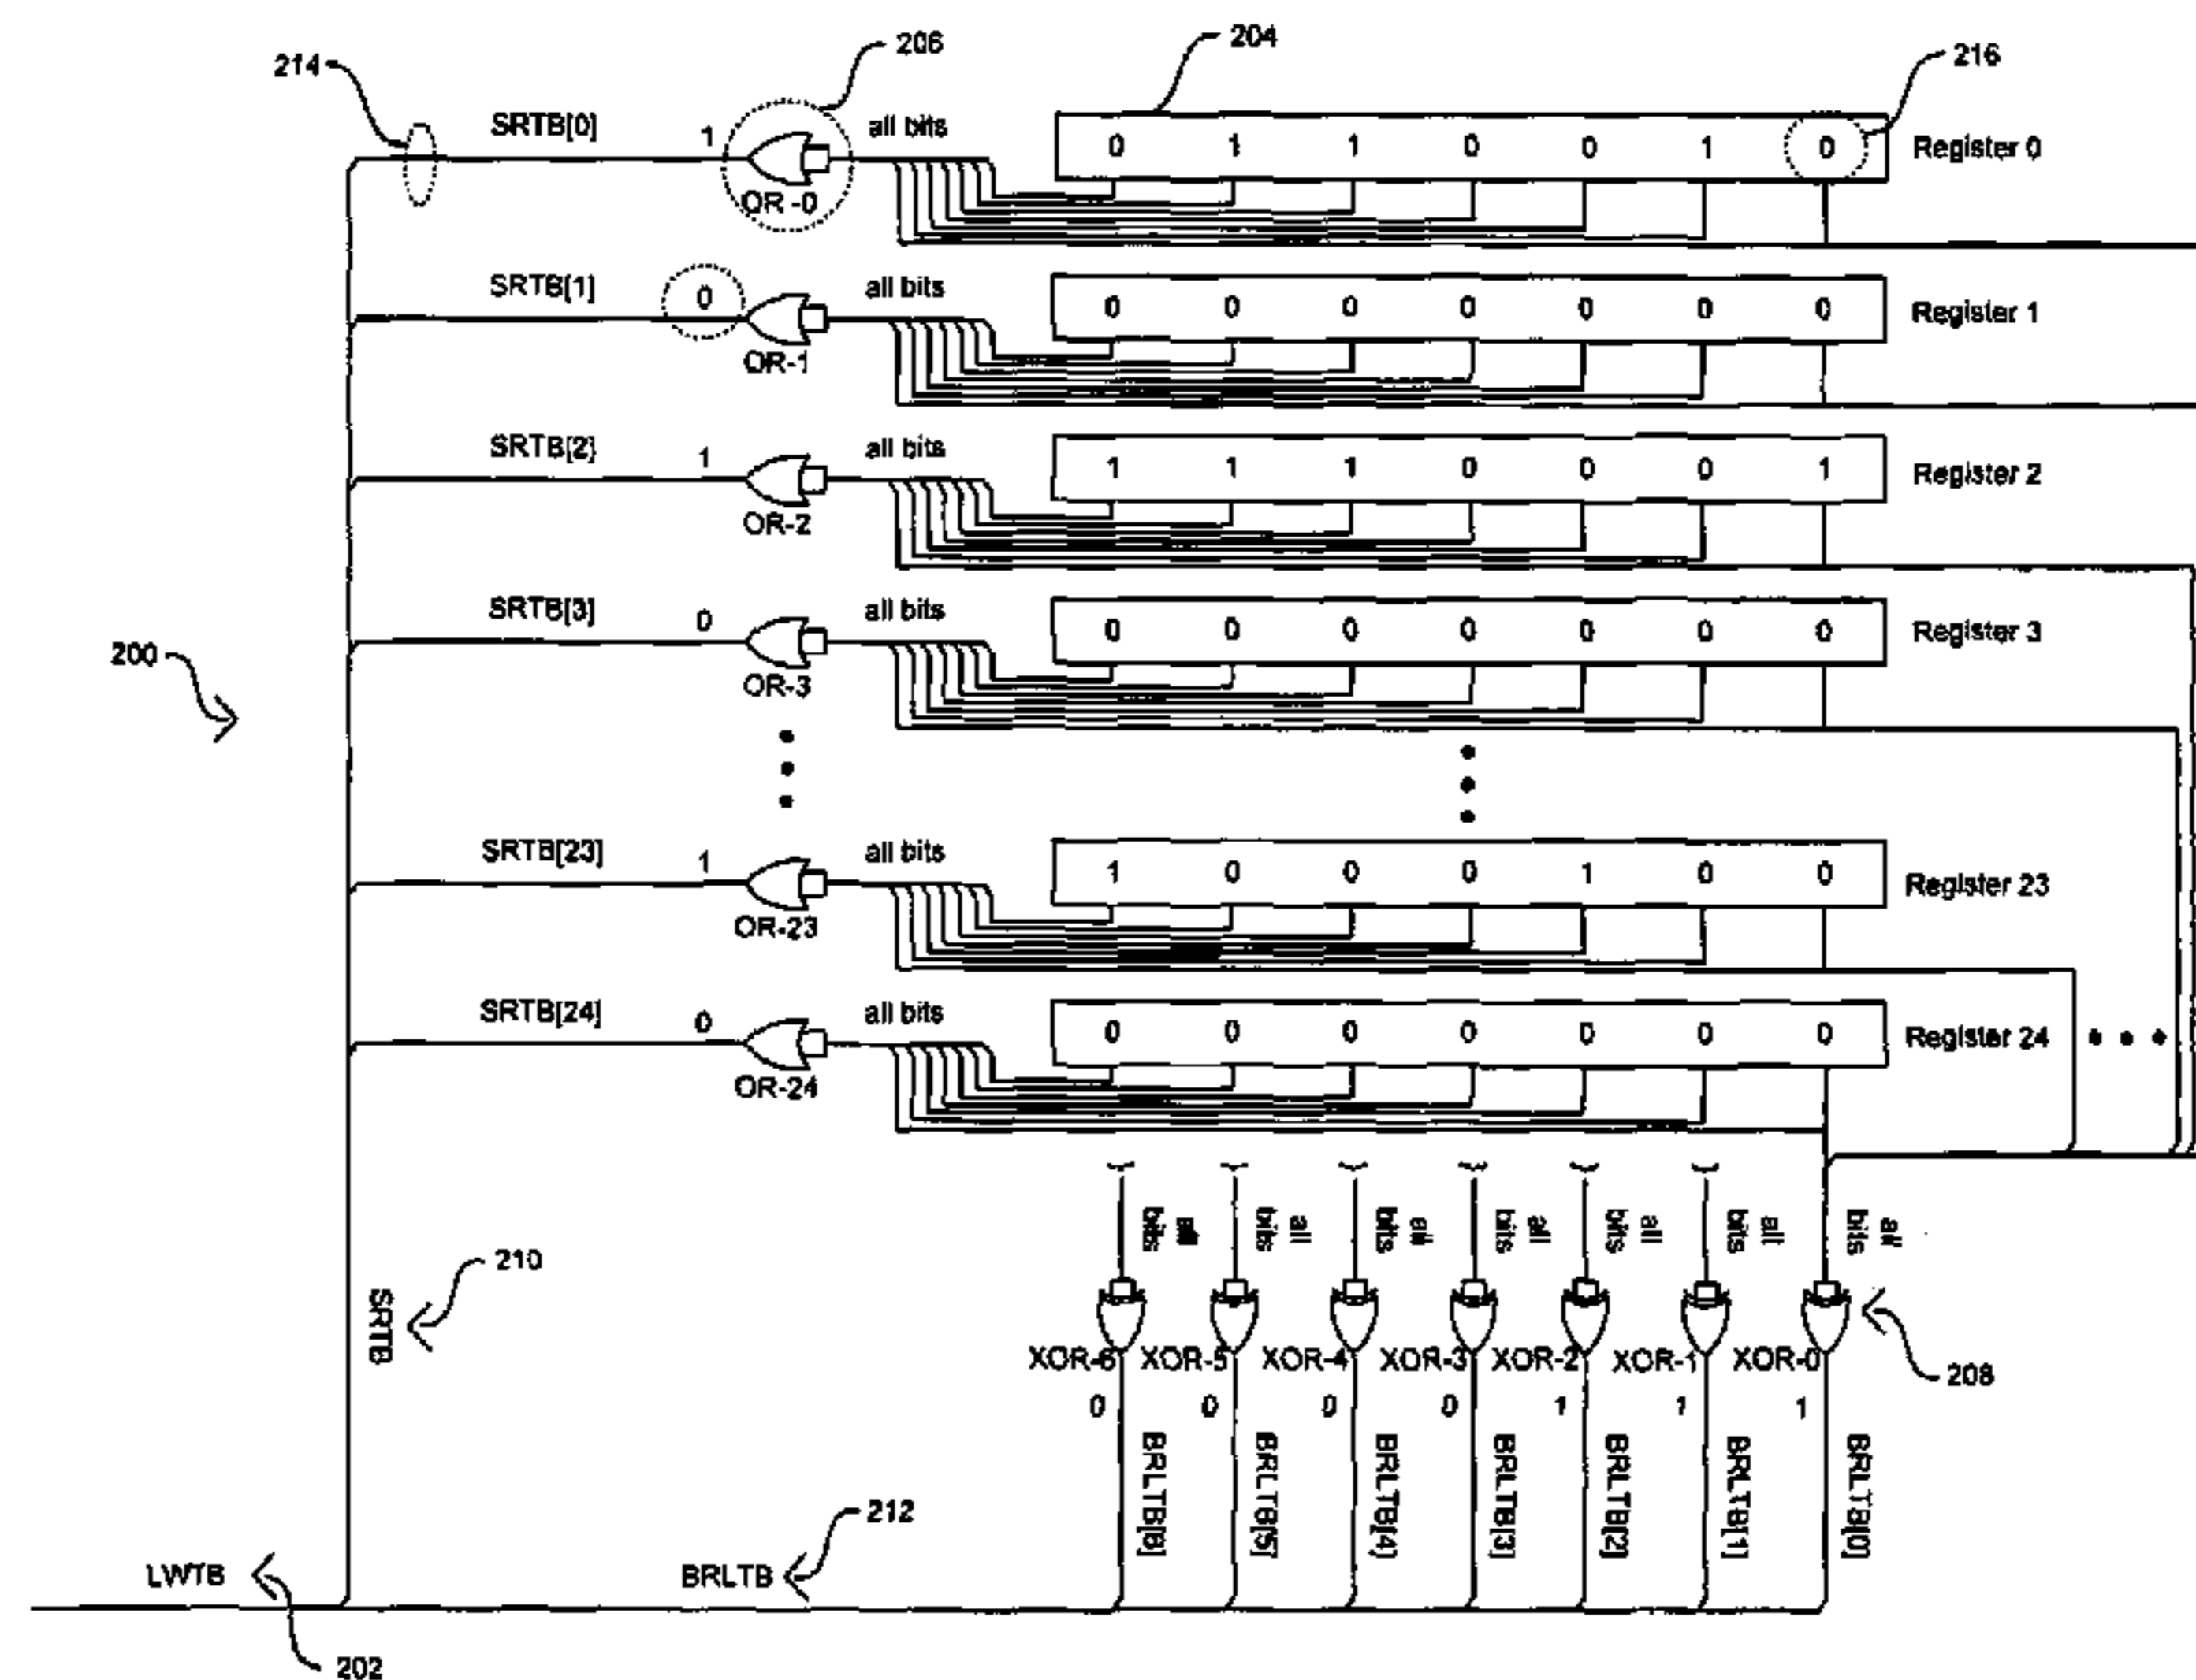 206
204
216
214
SRTB[0] 1 all bits 0 1 1 0 0 1 0 Register 0
OR -0
SRTB[1] 0 all bits 0 0 0 0 0 0 0 Register 1
OR-1
SRTB[2] 1 all bits 1 1 1 0 0 0 1 Register 2
OR-2
SRTB[3] 0 all bits 0 0 0 0 0 0 0 Register 3
OR-3
200
SRTB[23] 1 all bits 1 0 0 0 1 0 0 Register 23
OR-23
SRTB[24] 0 all bits 0 0 0 0 0 0 0 Register 24
OR-24
all bits all bits all bits all bits all bits all bits all bits
210
SRTB
XOR-6 XOR-5 XOR-4 XOR-3 XOR-2 XOR-1 XOR-0
208
0 0 0 0 1 1 1
BRLTB[6] BRLTB[5] BRLTB[4] BRLTB[3] BRLTB[2] BRLTB[1] BRLTB[0]
212
LWTB BRLTB
202